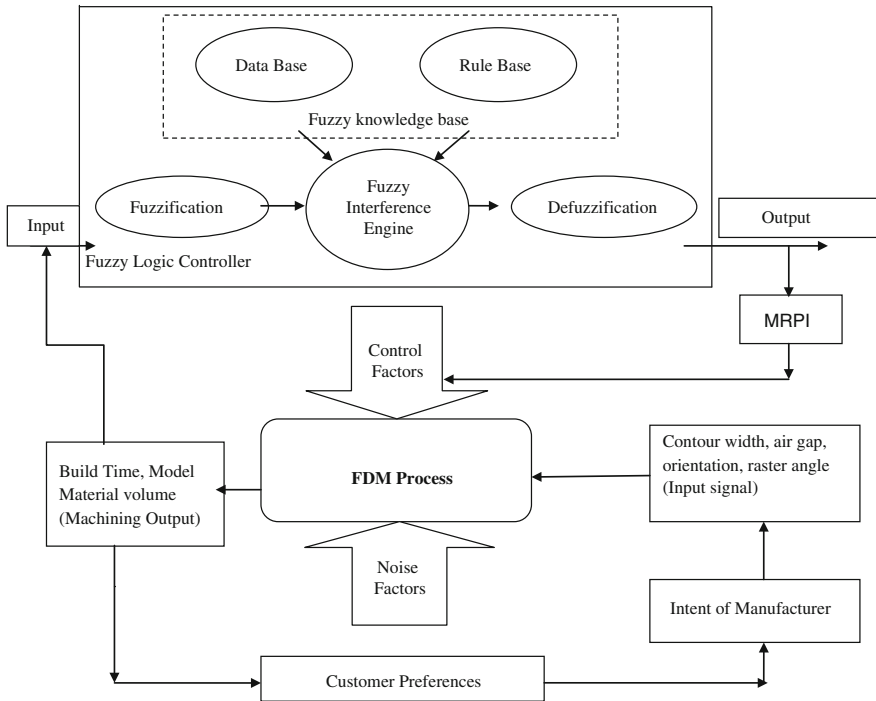 Data Base
Rule Base
Fuzzy knowledge base
Fuzzification
Fuzzy
Interference
Engine
Defuzzification
Input
Output
Fuzzy Logic Controller
MRPI
Control
Factors
Build Time, Model
Material volume
(Machining Output)
FDM Process
Contour width, air gap,
orientation, raster angle
(Input signal)
Noise
Factors
Intent of Manufacturer
Customer Preferences